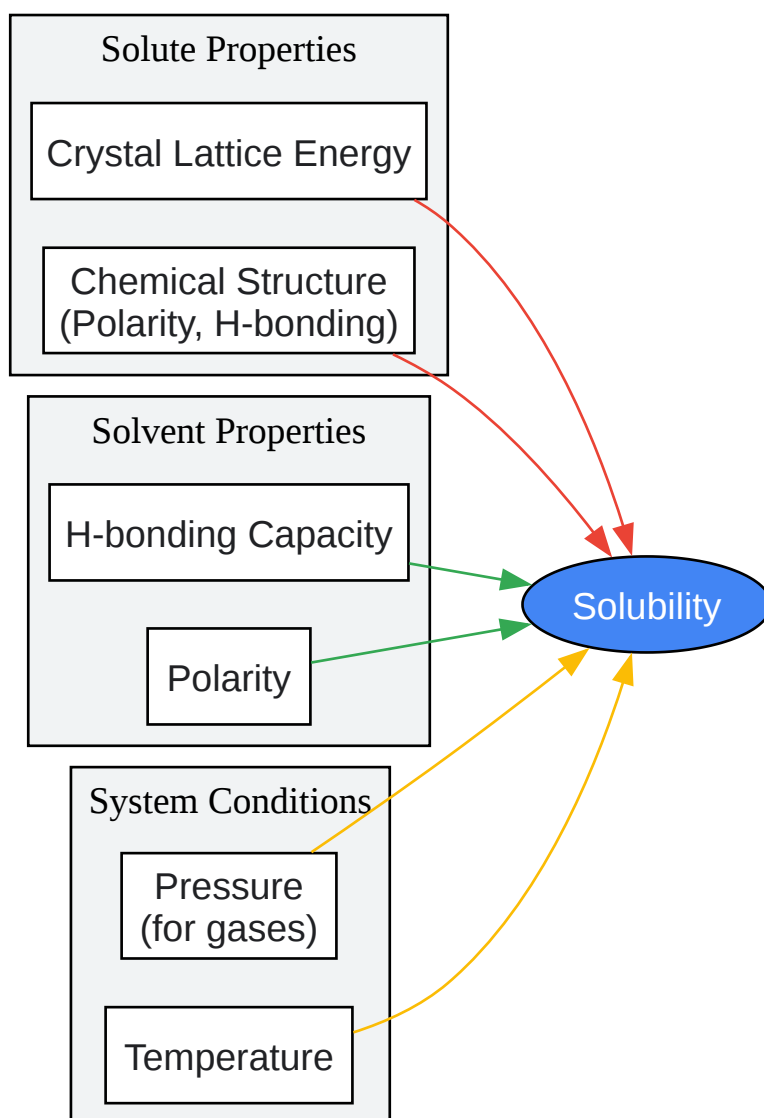 Solute Properties
Crystal Lattice Energy
Chemical Structure
(Polarity, H-bonding)
Solvent Properties
H-bonding Capacity
Polarity
Solubility
System Conditions
Pressure
(for gases)
Temperature